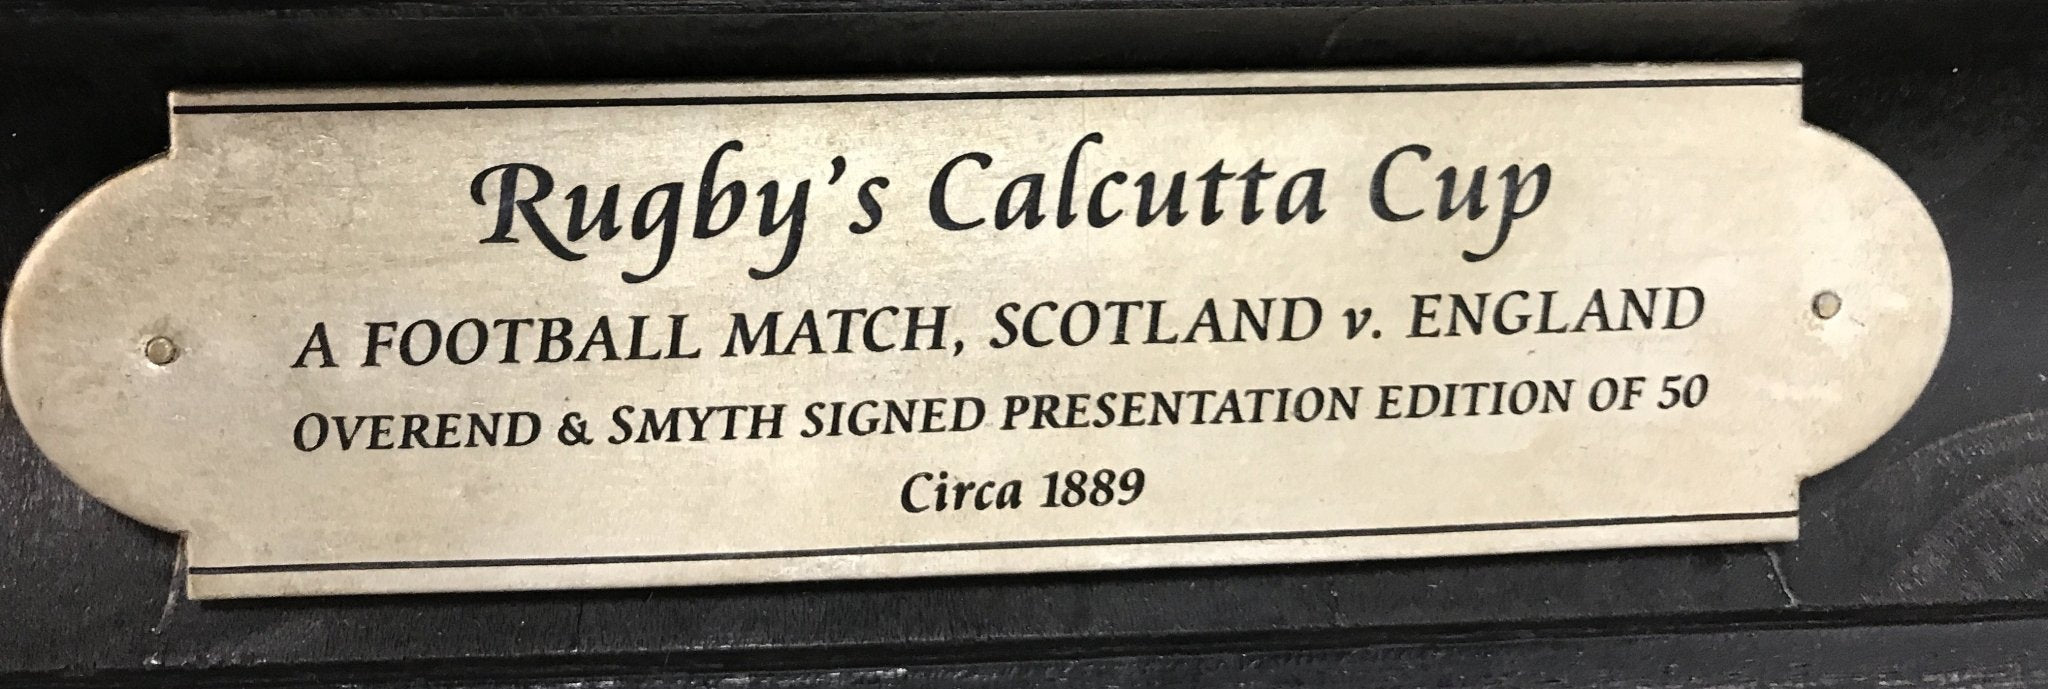 Rugby's Calcutta Cup
A FOOTBALL MATCH, SCOTLAND v. ENGLAND
OVEREND & SMYTH SIGNED PRESENTATION EDITION OF 50
Circa 1889